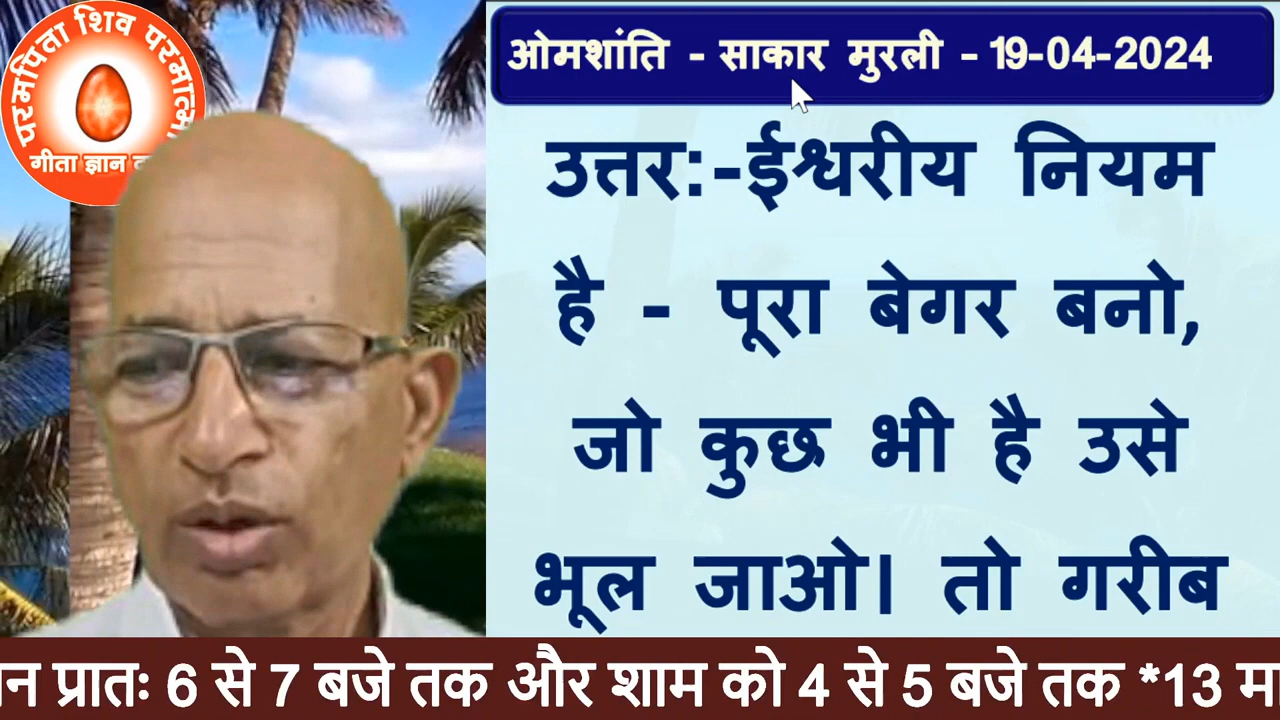 परमपिता शिव परमात्मा
गीता ज्ञान
ओमशांति - साकार मुरली - 19-04-2024
उत्तर:-ईश्वरीय नियम
है - पूरा बेगर बनो,
जो कुछ भी है उसे
भूल जाओ। तो गरीब
प्रातः 6 से 7 बजे तक और शाम को 4 से 5 बजे तक *13